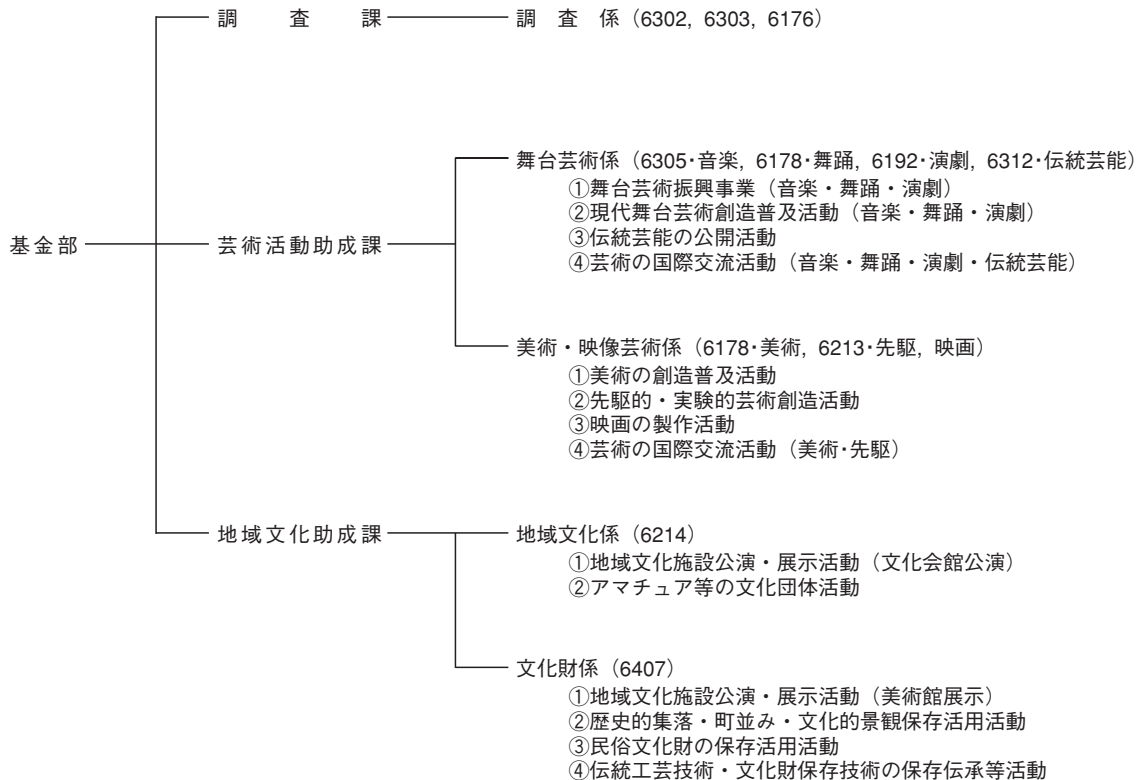 基金部
調査課
調査係（6302, 6303, 6176）
芸術活動助成課
舞台芸術係（6305･音楽, 6178･舞踊, 6192･演劇, 6312･伝統芸能）
①舞台芸術振興事業（音楽・舞踊・演劇）
②現代舞台芸術創造普及活動（音楽・舞踊・演劇）
③伝統芸能の公開活動
④芸術の国際交流活動（音楽・舞踊・演劇・伝統芸能）
美術・映像芸術係（6178･美術, 6213･先駆, 映画）
①美術の創造普及活動
②先駆的・実験的芸術創造活動
③映画の製作活動
④芸術の国際交流活動（美術･先駆）
地域文化助成課
地域文化係（6214）
①地域文化施設公演・展示活動（文化会館公演）
②アマチュア等の文化団体活動
文化財係（6407）
①地域文化施設公演・展示活動（美術館展示）
②歴史的集落・町並み・文化的景観保存活用活動
③民俗文化財の保存活用活動
④伝統工芸技術・文化財保存技術の保存伝承等活動